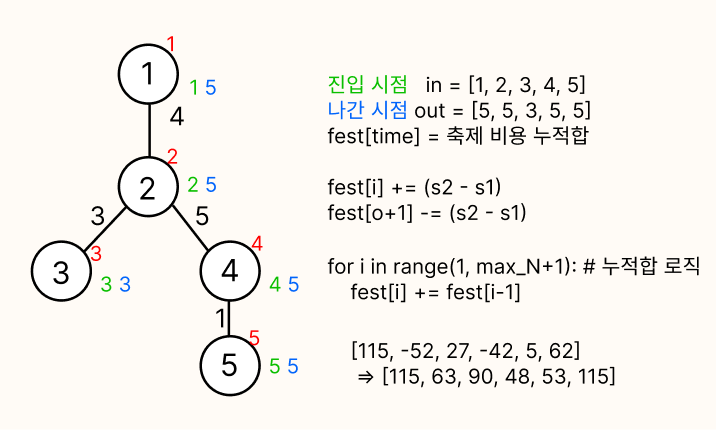 1
1
1 5
4
2
2
2 5
3
5
3
3
3 3
4
4
4 5
1
5
5
5 5
진입 시점 in = [1, 2, 3, 4, 5]
나간 시점 out = [5, 5, 3, 5, 5]
fest[time] = 축제 비용 누적합
fest[i] += (s2 - s1)
fest[o+1] -= (s2 - s1)
for i in range(1, max_N+1): # 누적합 로직
fest[i] += fest[i-1]
[115, -52, 27, -42, 5, 62]
⇒ [115, 63, 90, 48, 53, 115]